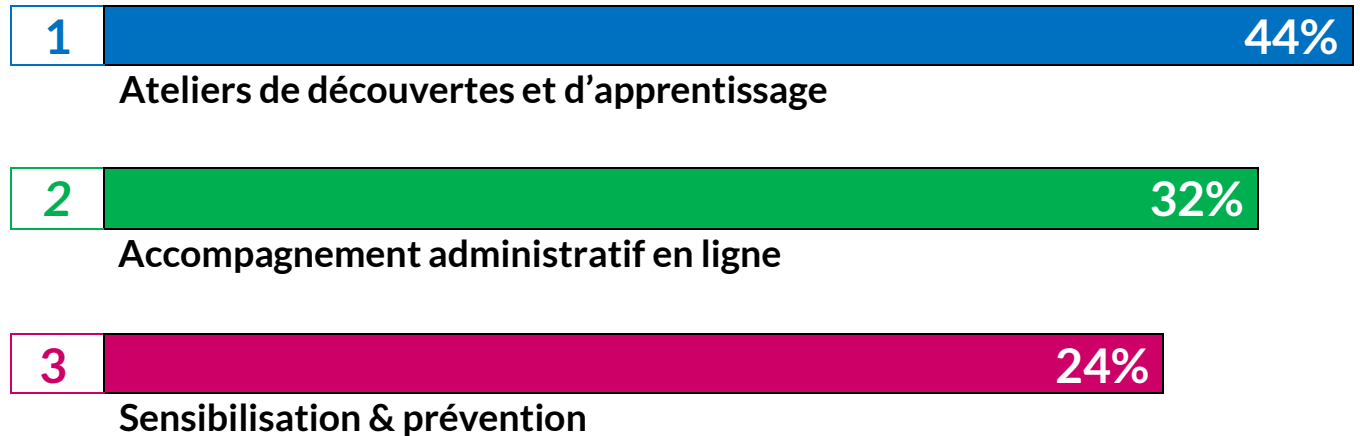 1 44%
Ateliers de découvertes et d’apprentissage
2 32%
Accompagnement administratif en ligne
3 24%
Sensibilisation & prévention